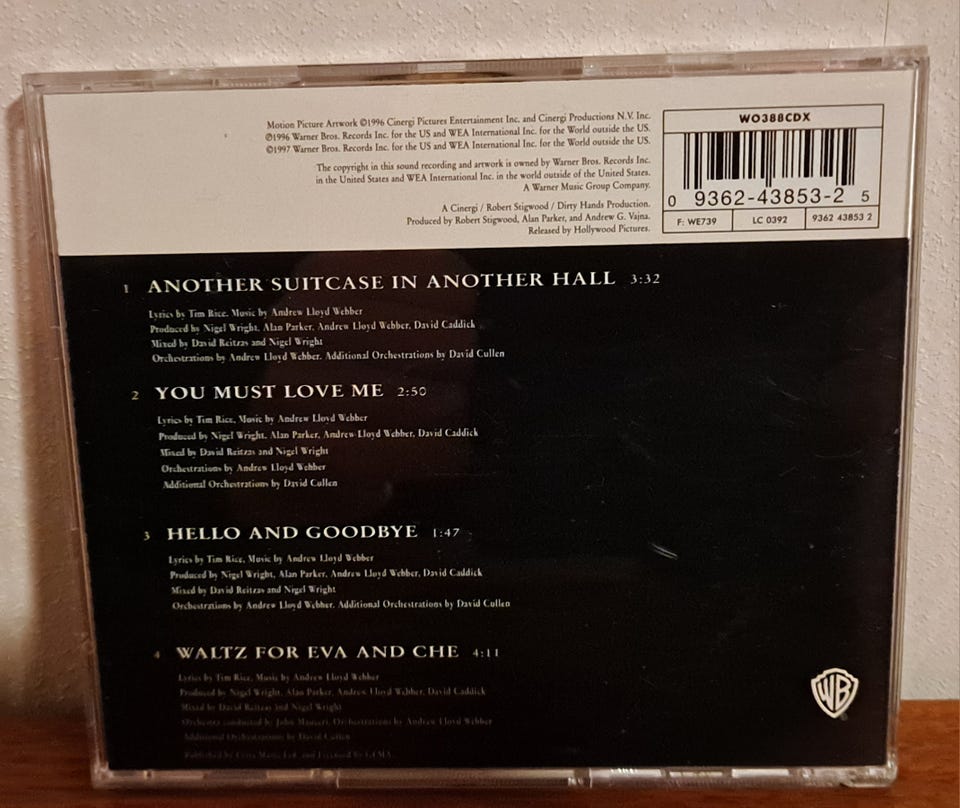 Motion Picture Artwork ©1996 Cinergi Pictures Entertainment Inc. and Cinergi Productions N.V. Inc.
℗1996 Warner Bros. Records Inc. for the US and WEA International Inc. for the World outside the US.
©1997 Warner Bros. Records Inc. for the US and WEA International Inc. for the World outside the US.
The copyright in this sound recording and artwork is owned by Warner Bros. Records Inc.
in the United States and WEA International Inc. in the world outside of the United States.
A Warner Music Group Company.
A Cinergi / Robert Stigwood / Dirty Hands Production.
Produced by Robert Stigwood, Alan Parker, and Andrew G. Vajna.
Released by Hollywood Pictures.
WO388CDX
0 9362-43853-2 5
F: WE739 LC 0392 9362 43853 2
1 ANOTHER SUITCASE IN ANOTHER HALL 3:32
Lyrics by Tim Rice, Music by Andrew Lloyd Webber
Produced by Nigel Wright, Alan Parker, Andrew Lloyd Webber, David Caddick
Mixed by David Reitzas and Nigel Wright
Orchestrations by Andrew Lloyd Webber, Additional Orchestrations by David Cullen
2 YOU MUST LOVE ME 2:50
Lyrics by Tim Rice, Music by Andrew Lloyd Webber
Produced by Nigel Wright, Alan Parker, Andrew Lloyd Webber, David Caddick
Mixed by David Reitzas and Nigel Wright
Orchestrations by Andrew Lloyd Webber
Additional Orchestrations by David Cullen
3 HELLO AND GOODBYE 1:47
Lyrics by Tim Rice, Music by Andrew Lloyd Webber
Produced by Nigel Wright, Alan Parker, Andrew Lloyd Webber, David Caddick
Mixed by David Reitzas and Nigel Wright
Orchestrations by Andrew Lloyd Webber, Additional Orchestrations by David Cullen
4 WALTZ FOR EVA AND CHE 4:11
Lyrics by Tim Rice, Music by Andrew Lloyd Webber
Produced by Nigel Wright, Alan Parker, Andrew Lloyd Webber, David Caddick
Mixed by David Reitzas and Nigel Wright
Orchestra conducted by John Mauceri, Orchestrations by Andrew Lloyd Webber
Additional Orchestrations by David Cullen
Published by
WB